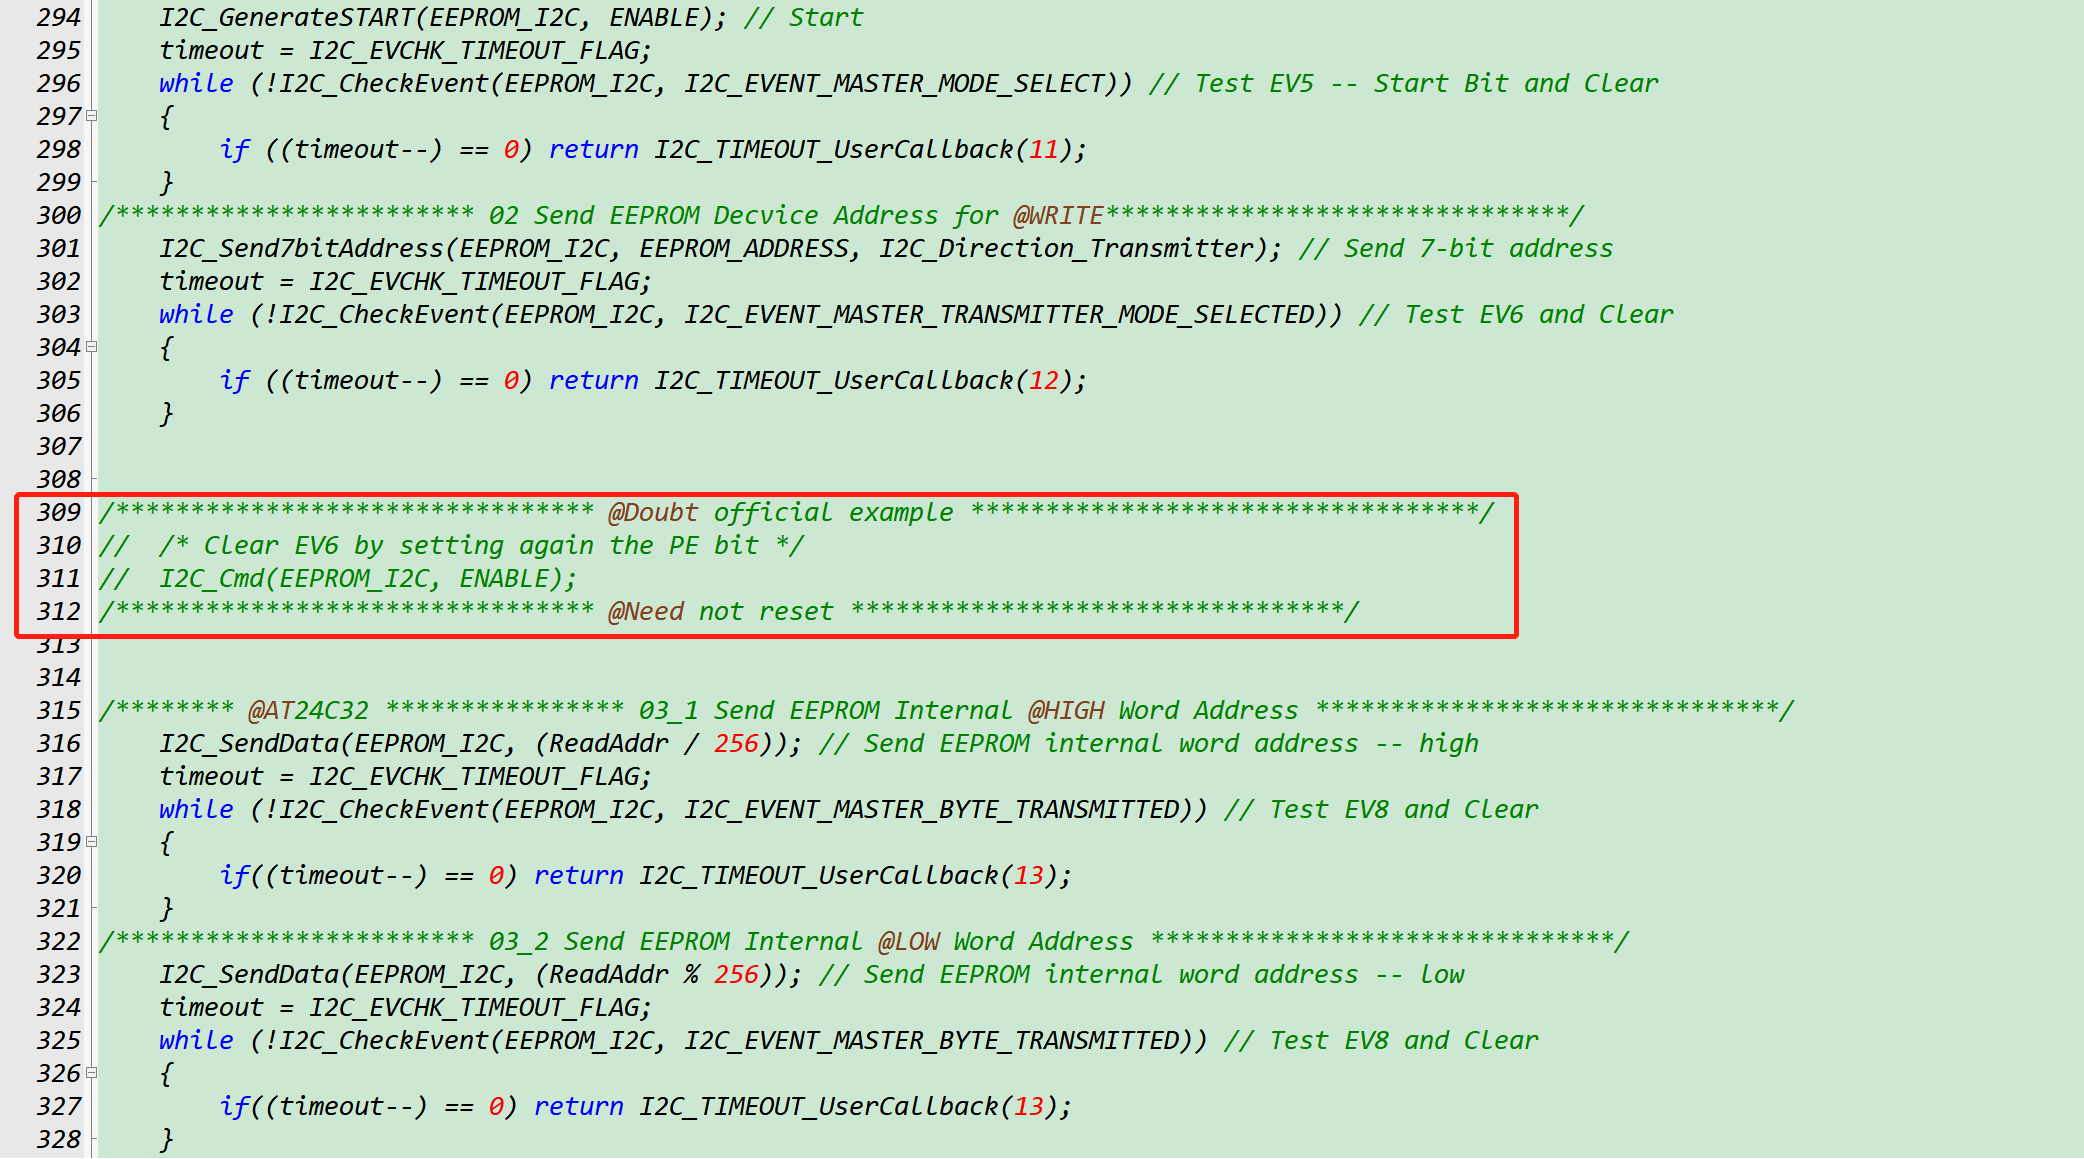 294 I2C_GenerateSTART(EEPROM_I2C, ENABLE); // Start
295 timeout = I2C_EVCHK_TIMEOUT_FLAG;
296 while (!I2C_CheckEvent(EEPROM_I2C, I2C_EVENT_MASTER_MODE_SELECT)) // Test EV5 -- Start Bit and Clear
297 {
298 if ((timeout--) == 0) return I2C_TIMEOUT_UserCallback(11);
299 }
300 /************************ 02 Send EEPROM Decvice Address for @WRITE*******************************/
301 I2C_Send7bitAddress(EEPROM_I2C, EEPROM_ADDRESS, I2C_Direction_Transmitter); // Send 7-bit address
302 timeout = I2C_EVCHK_TIMEOUT_FLAG;
303 while (!I2C_CheckEvent(EEPROM_I2C, I2C_EVENT_MASTER_TRANSMITTER_MODE_SELECTED)) // Test EV6 and Clear
304 {
305 if ((timeout--) == 0) return I2C_TIMEOUT_UserCallback(12);
306 }
307
308
309 /******************************** @Doubt official example **********************************/
310 // /* Clear EV6 by setting again the PE bit */
311 // I2C_Cmd(EEPROM_I2C, ENABLE);
312 /******************************** @Need not reset *********************************/
313
314
315 /******** @AT24C32 **************** 03_1 Send EEPROM Internal @HIGH Word Address *******************************/
316 I2C_SendData(EEPROM_I2C, (ReadAddr / 256)); // Send EEPROM internal word address -- high
317 timeout = I2C_EVCHK_TIMEOUT_FLAG;
318 while (!I2C_CheckEvent(EEPROM_I2C, I2C_EVENT_MASTER_BYTE_TRANSMITTED)) // Test EV8 and Clear
319 {
320 if((timeout--) == 0) return I2C_TIMEOUT_UserCallback(13);
321 }
322 /************************ 03_2 Send EEPROM Internal @LOW Word Address *******************************/
323 I2C_SendData(EEPROM_I2C, (ReadAddr % 256)); // Send EEPROM internal word address -- low
324 timeout = I2C_EVCHK_TIMEOUT_FLAG;
325 while (!I2C_CheckEvent(EEPROM_I2C, I2C_EVENT_MASTER_BYTE_TRANSMITTED)) // Test EV8 and Clear
326 {
327 if((timeout--) == 0) return I2C_TIMEOUT_UserCallback(13);
328 }